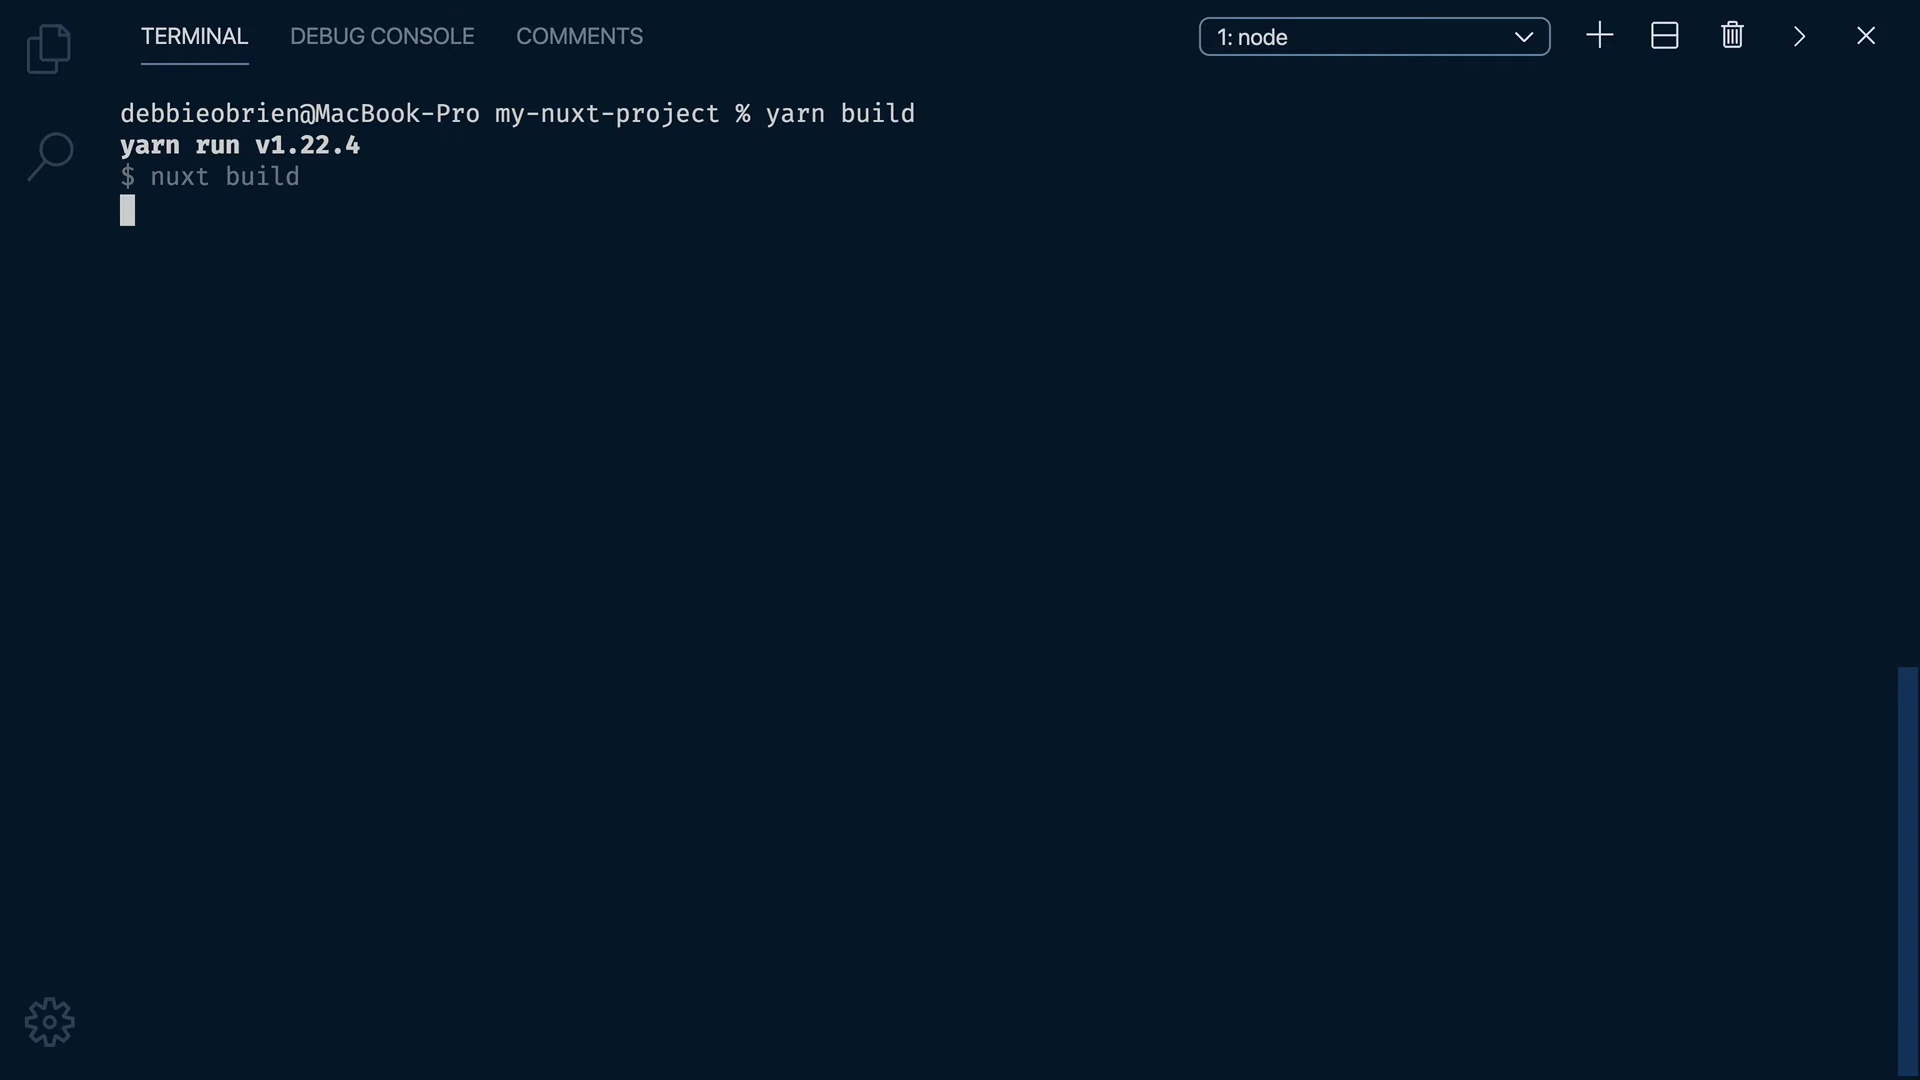 TERMINAL DEBUG CONSOLE COMMENTS 1: node
debbieobrien@MacBook-Pro my-nuxt-project % yarn build
yarn run v1.22.4
$ nuxt build